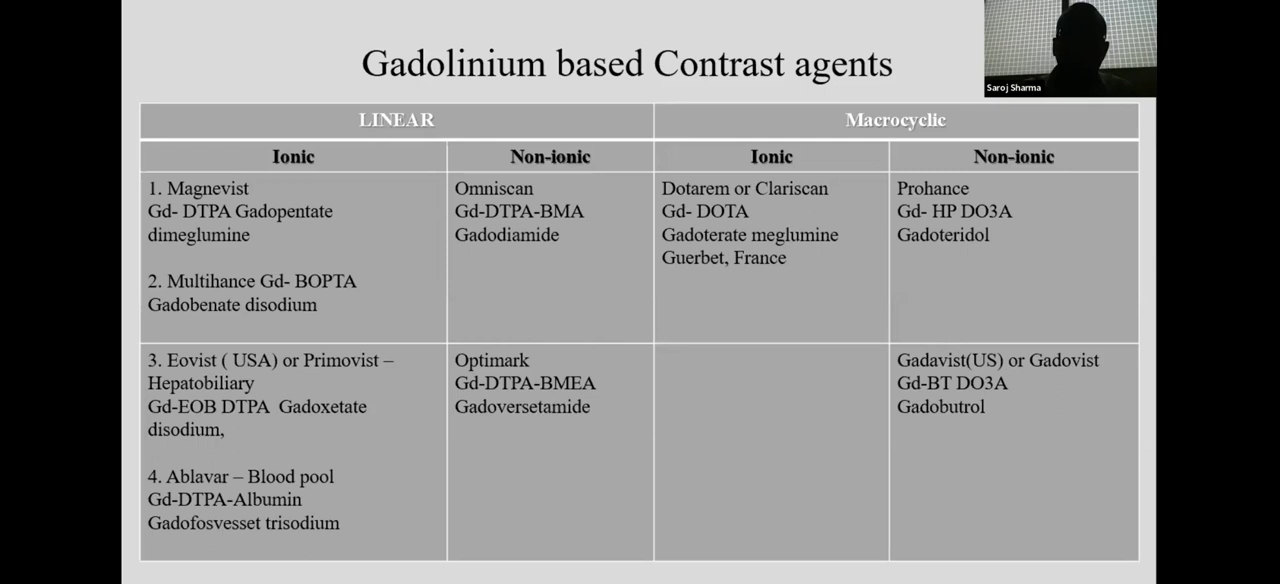 Gadolinium based Contrast agents
Saroj Sharma
LINEAR
Macrocyclic
Ionic
Non-ionic
Ionic
Non-ionic
1. Magnevist
Gd- DTPA Gadopentate
dimeglumine
2. Multihance Gd- BOPTA
Gadobenate disodium
Omniscan
Gd-DTPA-BMA
Gadodiamide
Dotarem or Clariscan
Gd- DOTA
Gadoterate meglumine
Guerbet, France
Prohance
Gd- HP DO3A
Gadoteridol
3. Eovist ( USA) or Primovist –
Hepatobiliary
Gd-EOB DTPA  Gadoxetate
disodium,
4. Ablavar – Blood pool
Gd-DTPA-Albumin
Gadofosvesset trisodium
Optimark
Gd-DTPA-BMEA
Gadoversetamide
Gadavist(US) or Gadovist
Gd-BT DO3A
Gadobutrol